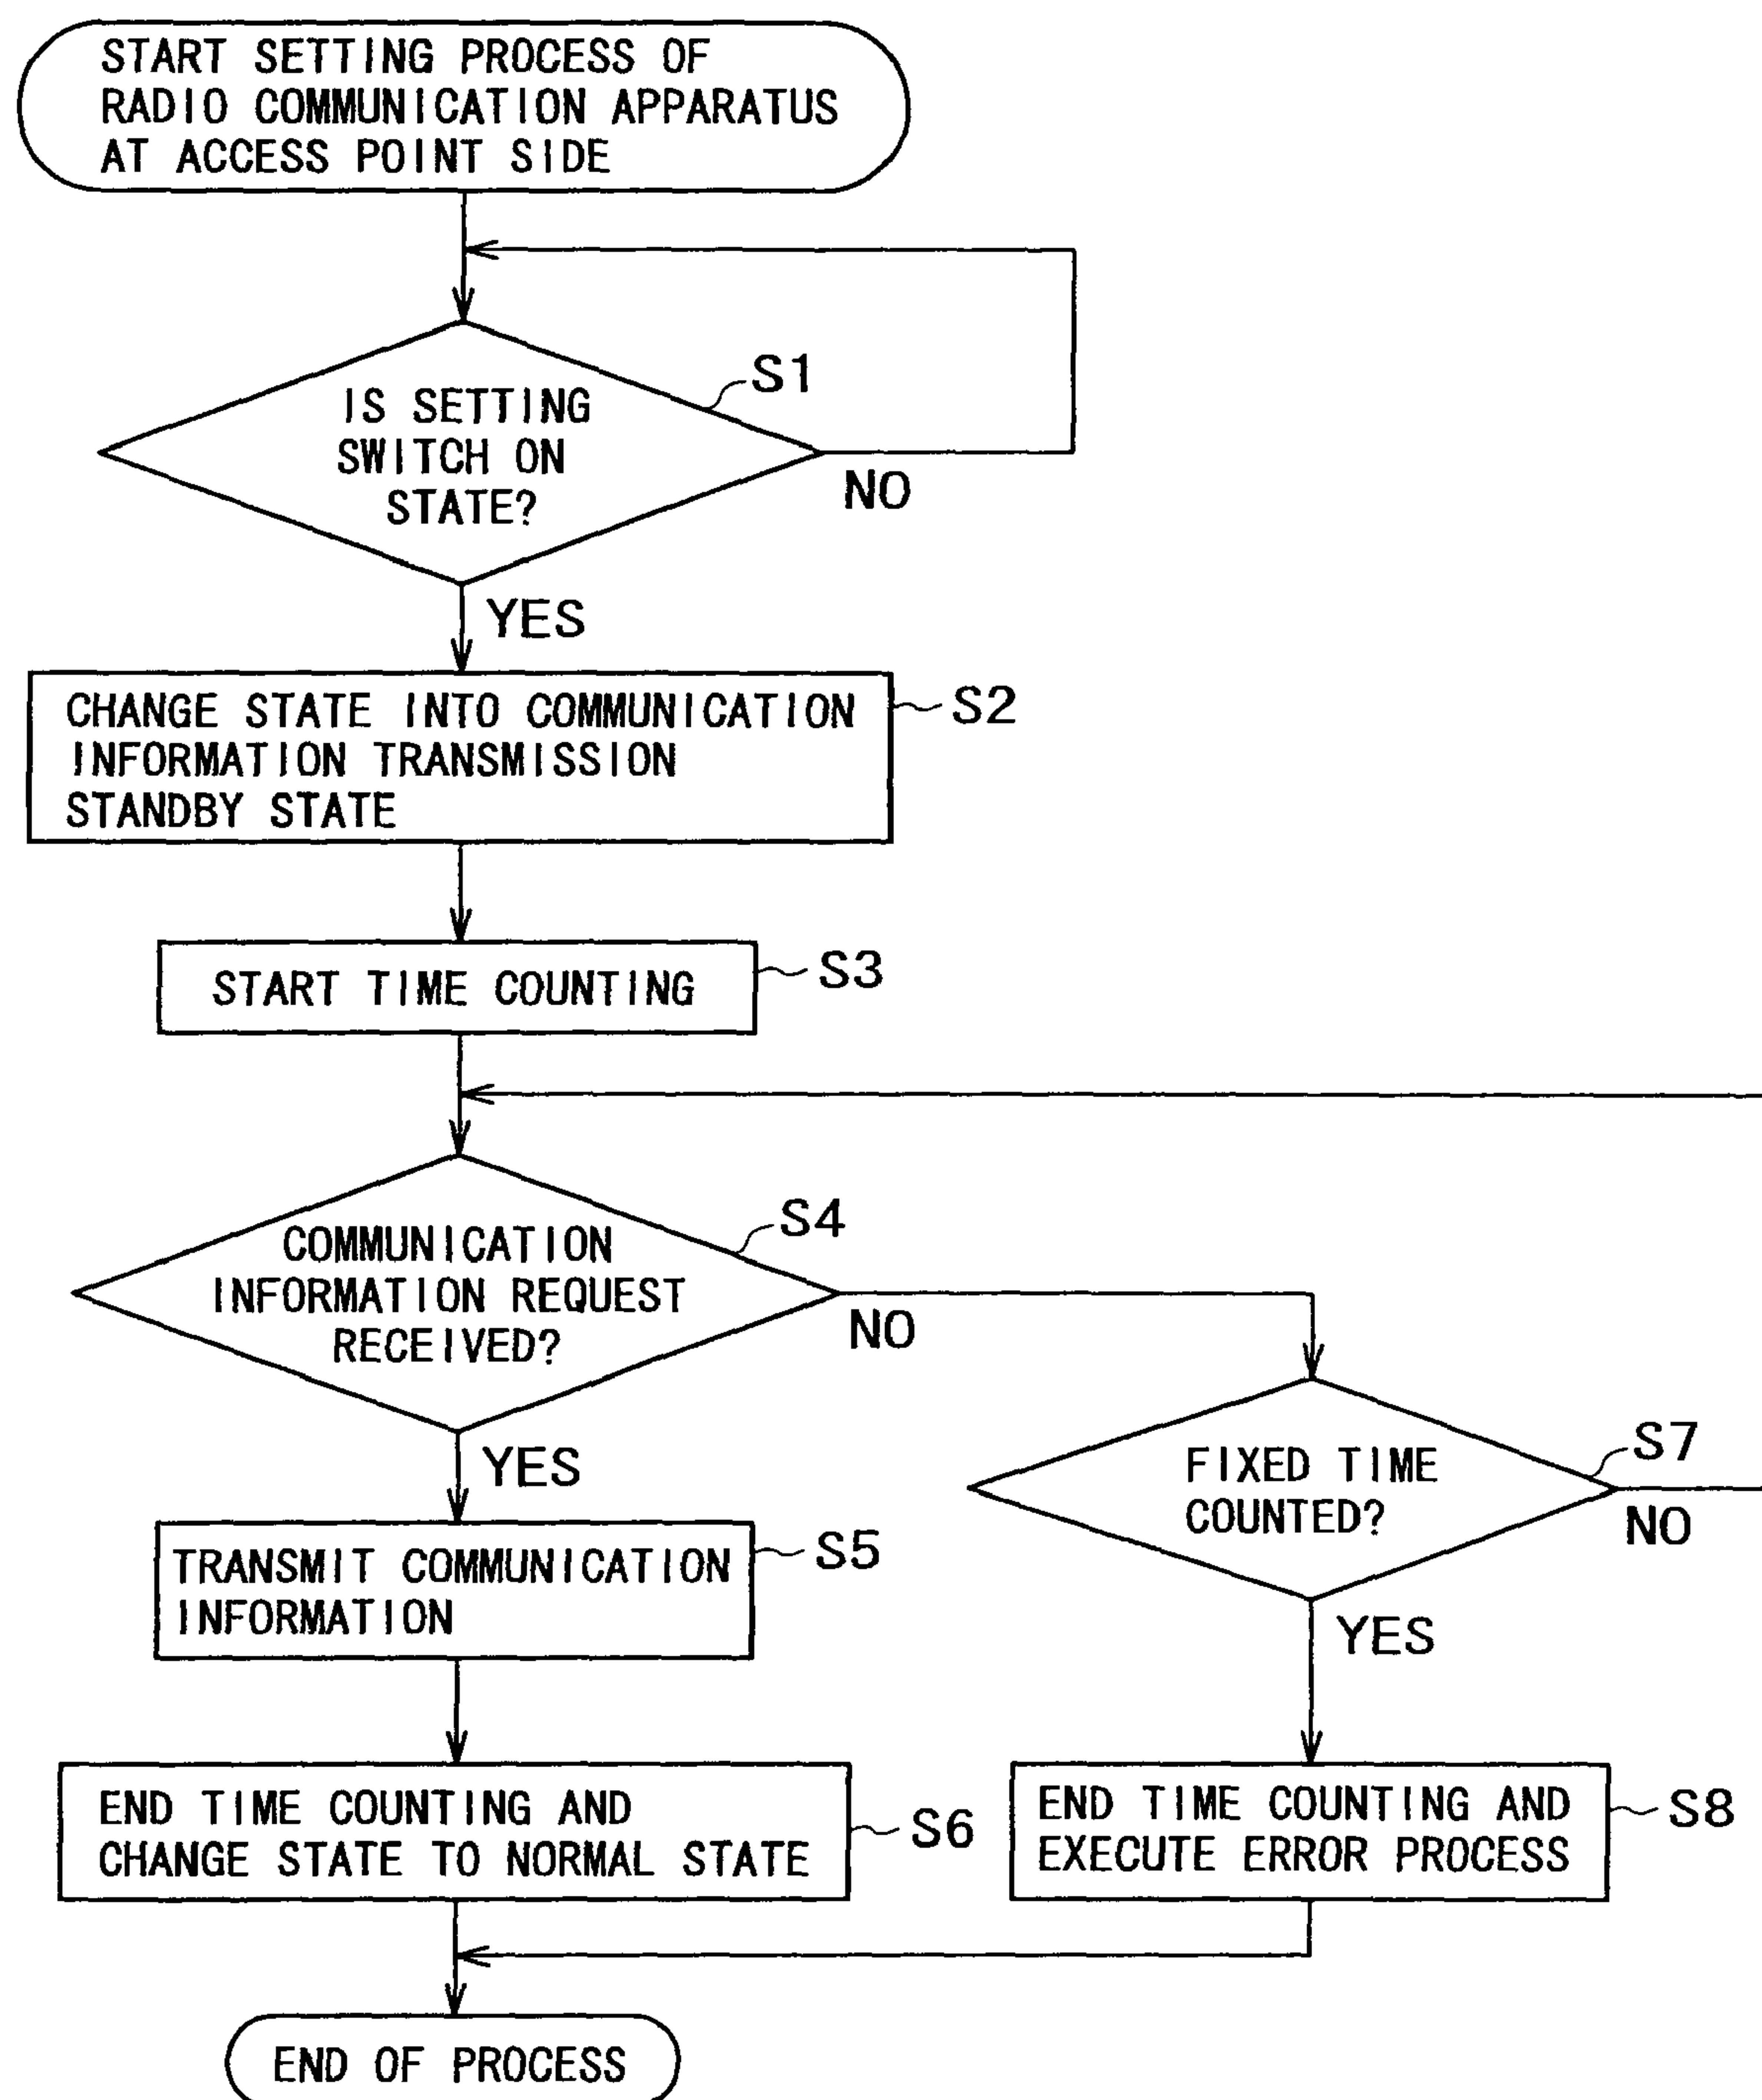 START SETTING PROCESS OF
RADIO COMMUNICATION APPARATUS
AT ACCESS POINT SIDE
S1
IS SETTING
SWITCH ON
STATE?
NO
YES
S2
CHANGE STATE INTO COMMUNICATION
INFORMATION TRANSMISSION
STANDBY STATE
S3
START TIME COUNTING
S4
COMMUNICATION
INFORMATION REQUEST
RECEIVED?
NO
YES
S7
FIXED TIME
COUNTED?
NO
YES
S5
TRANSMIT COMMUNICATION
INFORMATION
END TIME COUNTING AND
CHANGE STATE TO NORMAL STATE
S6
END TIME COUNTING AND
EXECUTE ERROR PROCESS
S8
END OF PROCESS